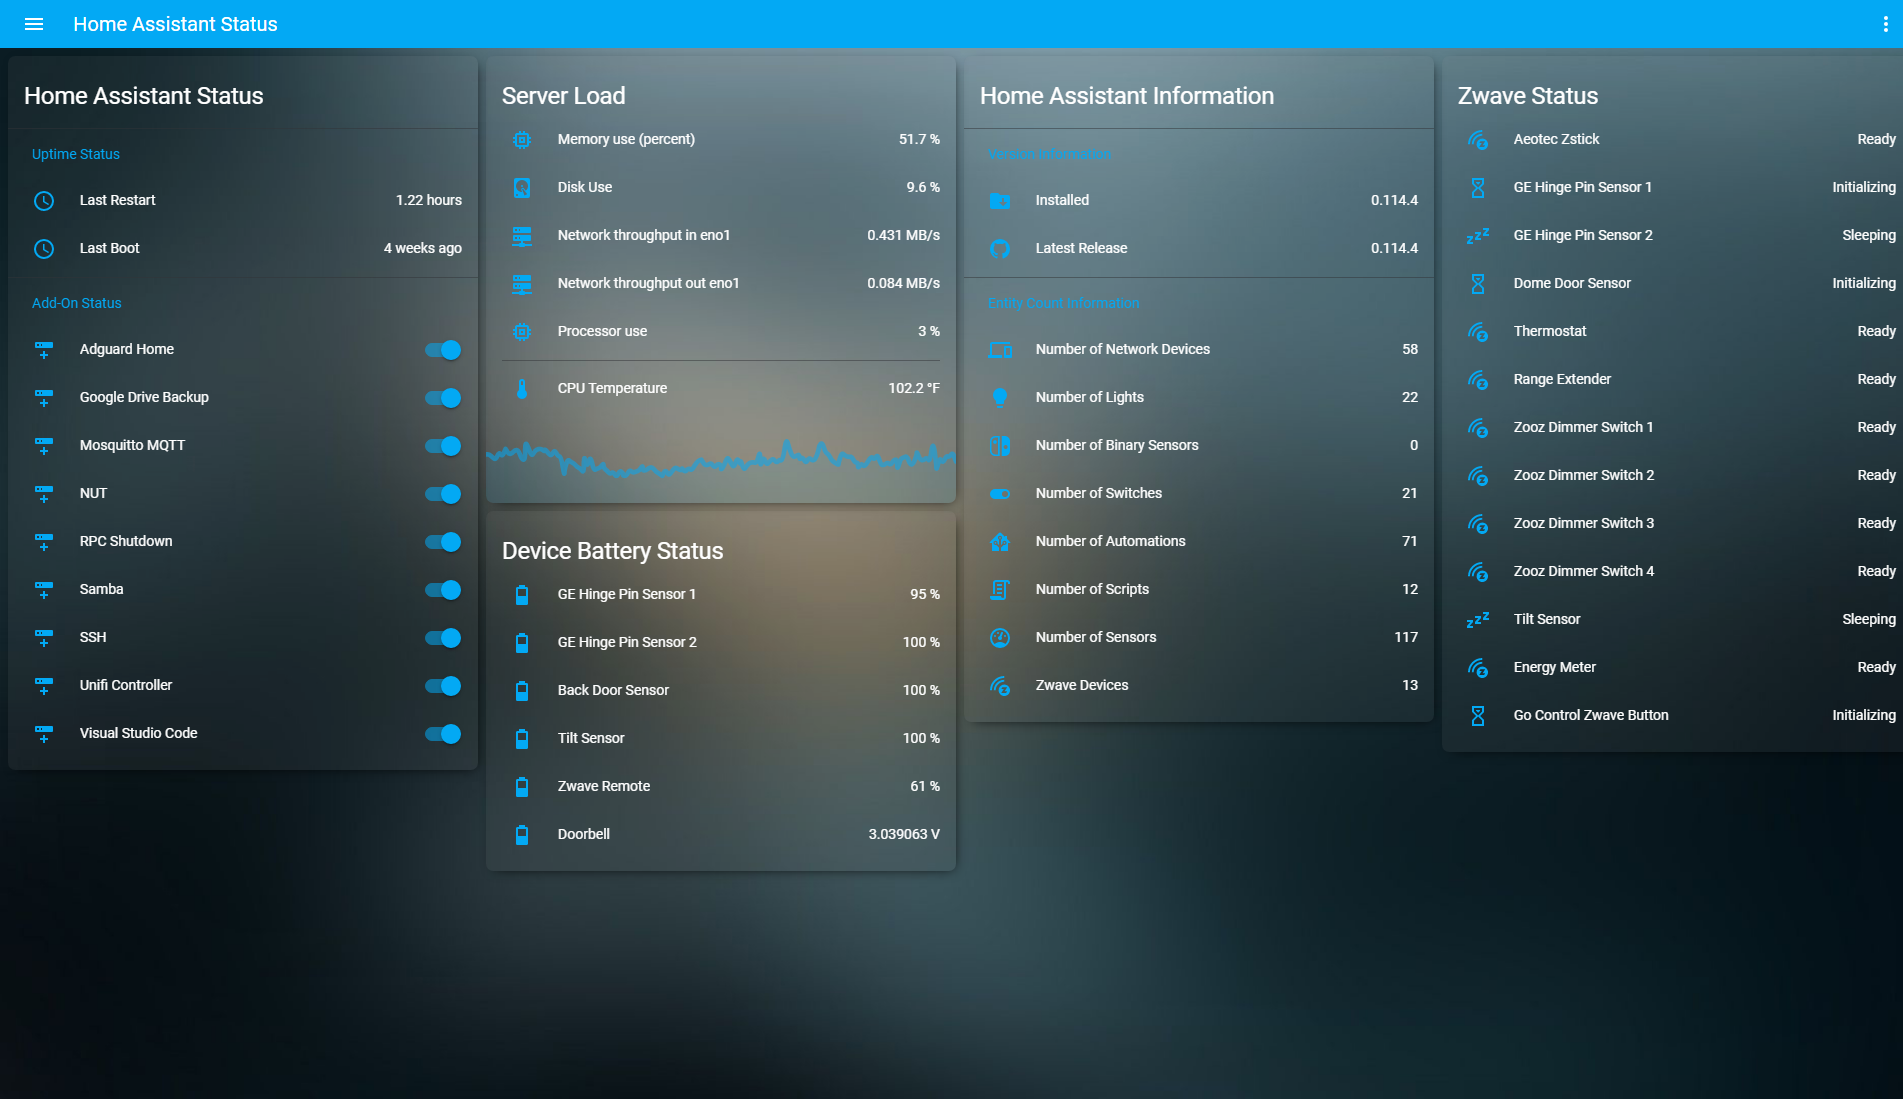 Home Assistant Status
Home Assistant Status
Uptime Status
Last Restart 1.22 hours
Last Boot 4 weeks ago
Add-On Status
Adguard Home
Google Drive Backup
Mosquitto MQTT
NUT
RPC Shutdown
Samba
SSH
Unifi Controller
Visual Studio Code
Server Load
Memory use (percent) 51.7 %
Disk Use 9.6 %
Network throughput in eno1 0.431 MB/s
Network throughput out eno1 0.084 MB/s
Processor use 3 %
CPU Temperature 102.2 °F
Device Battery Status
GE Hinge Pin Sensor 1 95 %
GE Hinge Pin Sensor 2 100 %
Back Door Sensor 100 %
Tilt Sensor 100 %
Zwave Remote 61 %
Doorbell 3.039063 V
Home Assistant Information
Version Information
Installed 0.114.4
Latest Release 0.114.4
Entity Count Information
Number of Network Devices 58
Number of Lights 22
Number of Binary Sensors 0
Number of Switches 21
Number of Automations 71
Number of Scripts 12
Number of Sensors 117
Zwave Devices 13
Zwave Status
Aeotec Zstick Ready
GE Hinge Pin Sensor 1 Initializing
GE Hinge Pin Sensor 2 Sleeping
Dome Door Sensor Initializing
Thermostat Ready
Range Extender Ready
Zooz Dimmer Switch 1 Ready
Zooz Dimmer Switch 2 Ready
Zooz Dimmer Switch 3 Ready
Zooz Dimmer Switch 4 Ready
Tilt Sensor Sleeping
Energy Meter Ready
Go Control Zwave Button Initializing